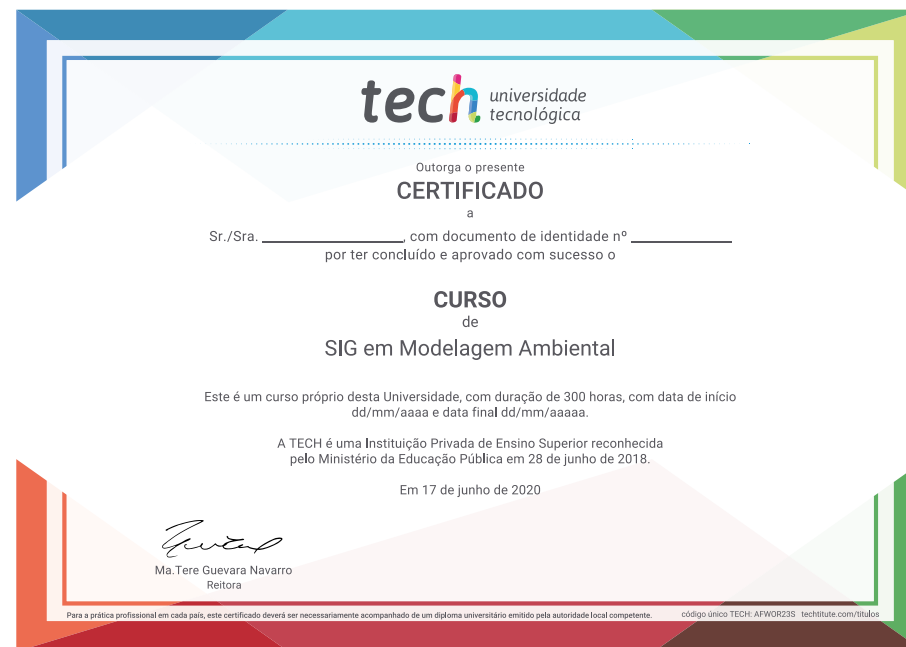 tech universidade
tecnológica
Outorga o presente
CERTIFICADO
a
Sr./Sra. ____________, com documento de identidade nº ____________
por ter concluído e aprovado com sucesso o
CURSO
de
SIG em Modelagem Ambiental
Este é um curso próprio desta Universidade, com duração de 300 horas, com data de início
dd/mm/aaaa e data final dd/mm/aaaaa.
A TECH é uma Instituição Privada de Ensino Superior reconhecida
pelo Ministério da Educação Pública em 28 de junho de 2018.
Em 17 de junho de 2020
Ma.Tere Guevara Navarro
Reitora
Para a prática profissional em cada país, este certificado deverá ser necessariamente acompanhado de um diploma universitário emitido pela autoridade local competente.
código único TECH: AFWOR23S techtitute.com/titulos